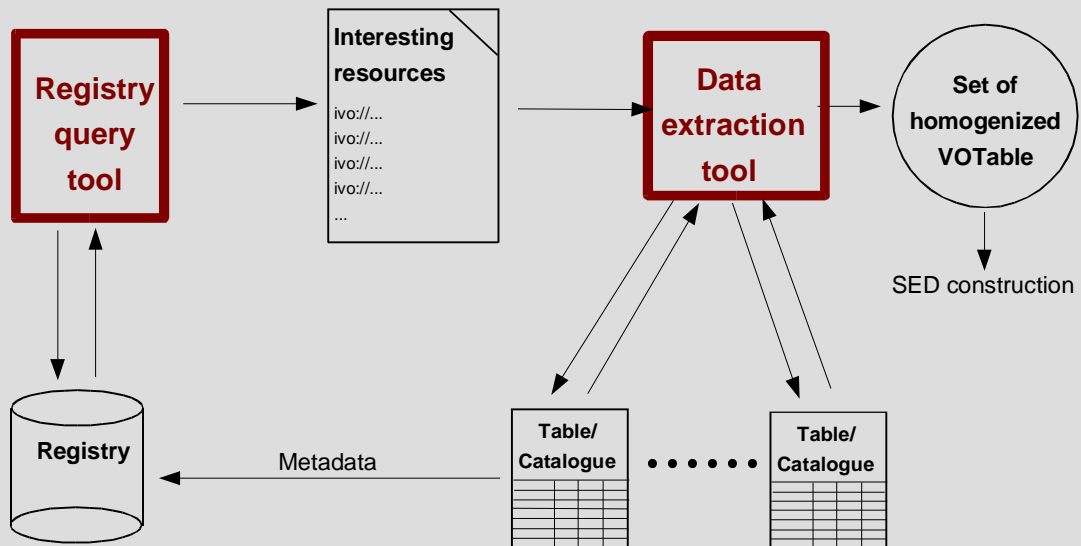 Registry
query
tool
Interesting
resources
ivo://...
ivo://...
ivo://...
ivo://...
...
Data
extraction
tool
Set of
homogenized
VOTable
SED construction
Registry
Metadata
Table/
Catalogue
Table/
Catalogue